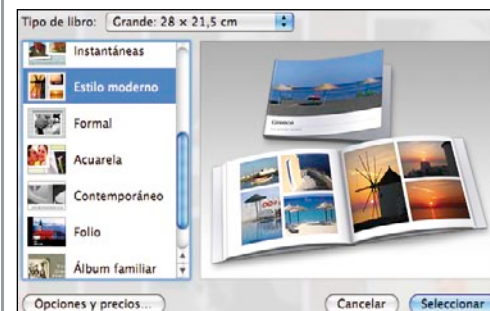 Tipo de libro: Grande: 28 × 21,5 cm
Instantáneas
Estilo moderno
Formal
Acuarela
Contemporáneo
Folio
Álbum familiar
Opciones y precios...
Cancelar
Seleccionar